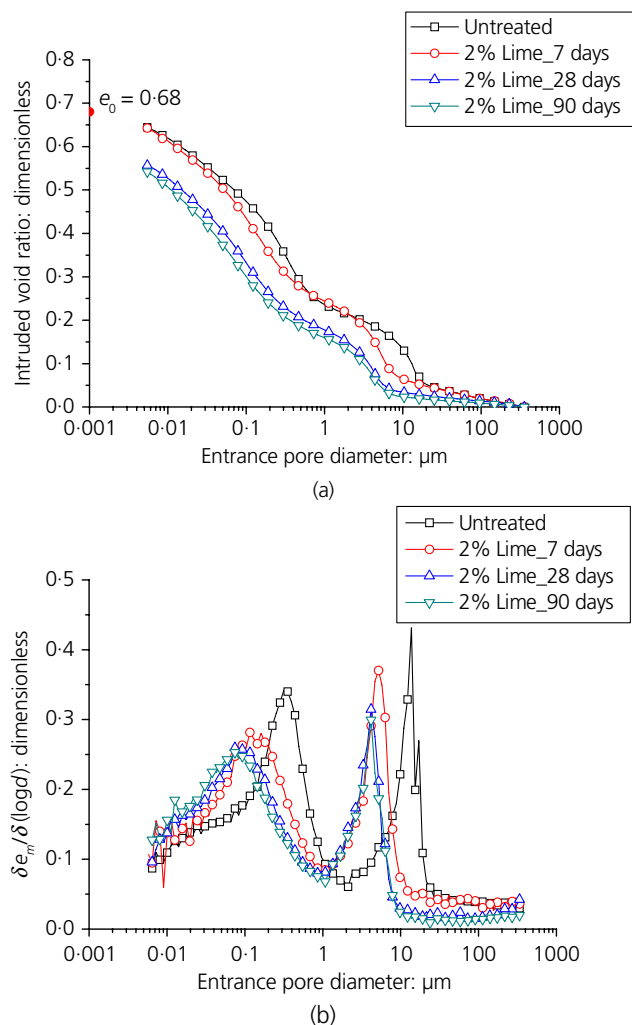 Untreated
2% Lime_7 days
2% Lime_28 days
2% Lime_90 days
0·8
0·7
0·6
0·5
0·4
0·3
0·2
0·1
0·0
e0 = 0·68
Intruded void ratio: dimensionless
0·001 0·01 0·1 1 10 100 1000
Entrance pore diameter: μm
(a)
Untreated
2% Lime_7 days
2% Lime_28 days
2% Lime_90 days
0·5
0·4
0·3
0·2
0·1
0·0
δem/δ(logd): dimensionless
0·001 0·01 0·1 1 10 100 1000
Entrance pore diameter: μm
(b)